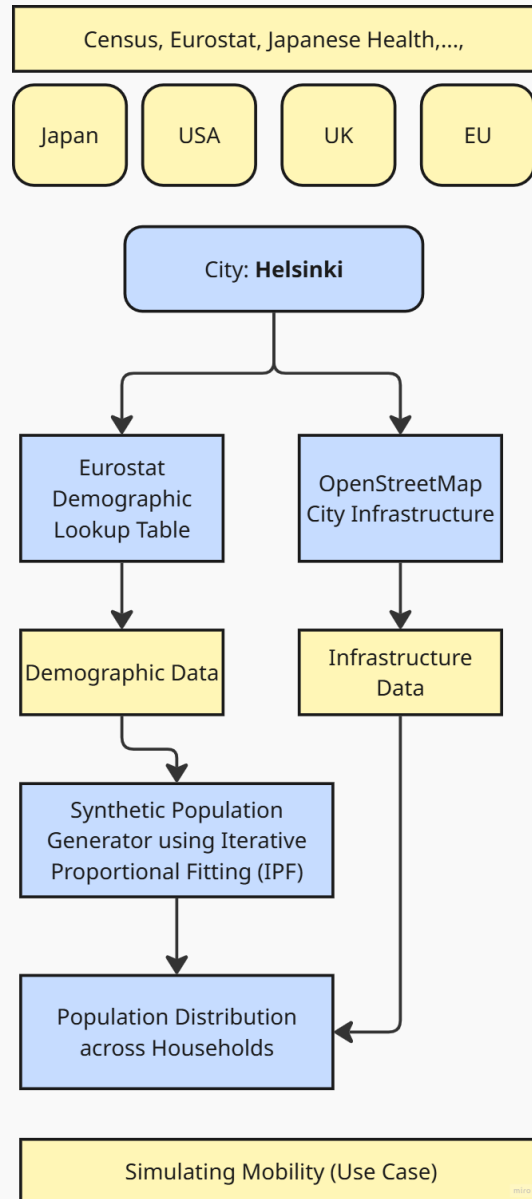 Census, Eurostat, Japanese Health,...,
Japan
USA
UK
EU
City: Helsinki
Eurostat
Demographic
Lookup Table
OpenStreetMap
City Infrastructure
Demographic Data
Infrastructure
Data
Synthetic Population
Generator using Iterative
Proportional Fitting (IPF)
Population Distribution
across Households
Simulating Mobility (Use Case)
miro